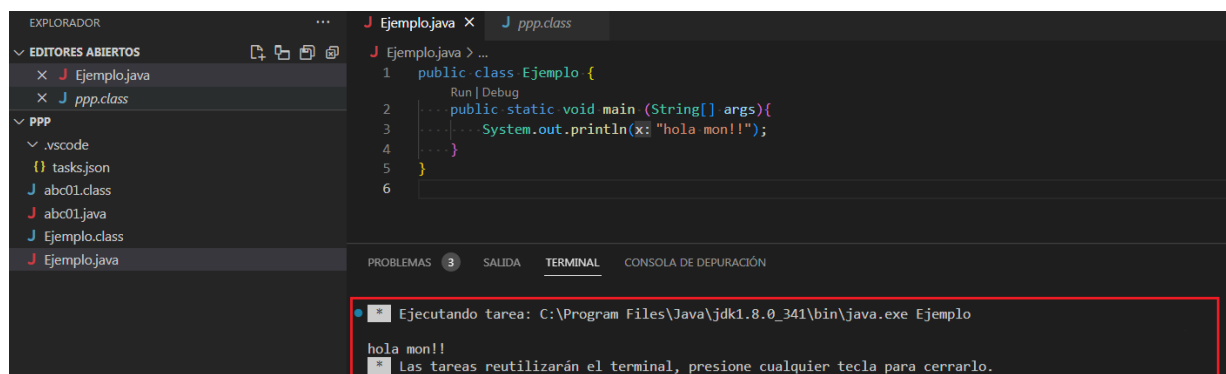 EXPLORADOR ...
EDITORES ABIERTOS
J Ejemplo.java
J ppp.class
PPP
.vscode
{} tasks.json
J abc01.class
J abc01.java
J Ejemplo.class
J Ejemplo.java
J Ejemplo.java J ppp.class
J Ejemplo.java > ...
1 public class Ejemplo {
Run | Debug
2 public static void main (String[] args){
3 System.out.println(x: "hola mon!!");
4 }
5 }
6
PROBLEMAS 3 SALIDA TERMINAL CONSOLA DE DEPURACIÓN
* Ejecutando tarea: C:\Program Files\Java\jdk1.8.0_341\bin\java.exe Ejemplo
hola mon!!
* Las tareas reutilizarán el terminal, presione cualquier tecla para cerrarlo.